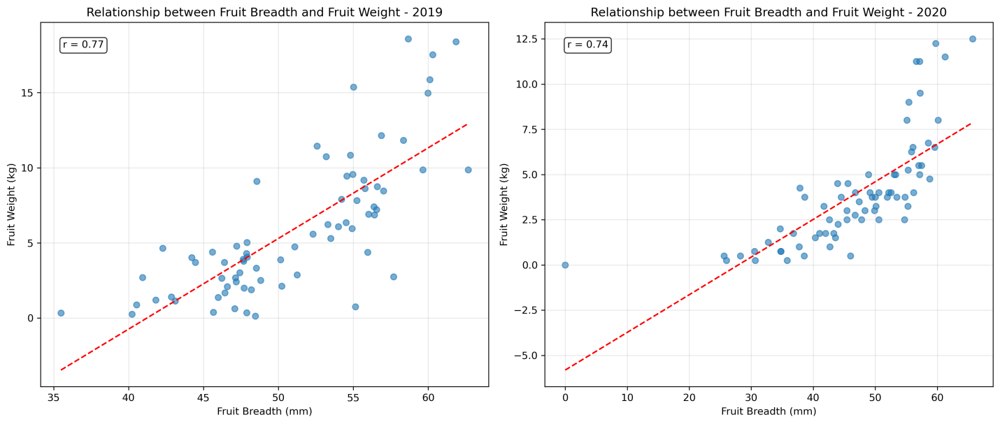 Relationship between Fruit Breadth and Fruit Weight - 2019
r = 0.77
15
10
5
0
Fruit Weight (kg)
35 40 45 50 55 60
Fruit Breadth (mm)
Relationship between Fruit Breadth and Fruit Weight - 2020
r = 0.74
12.5
10.0
7.5
5.0
2.5
0.0
−2.5
−5.0
Fruit Weight (kg)
0 10 20 30 40 50 60
Fruit Breadth (mm)